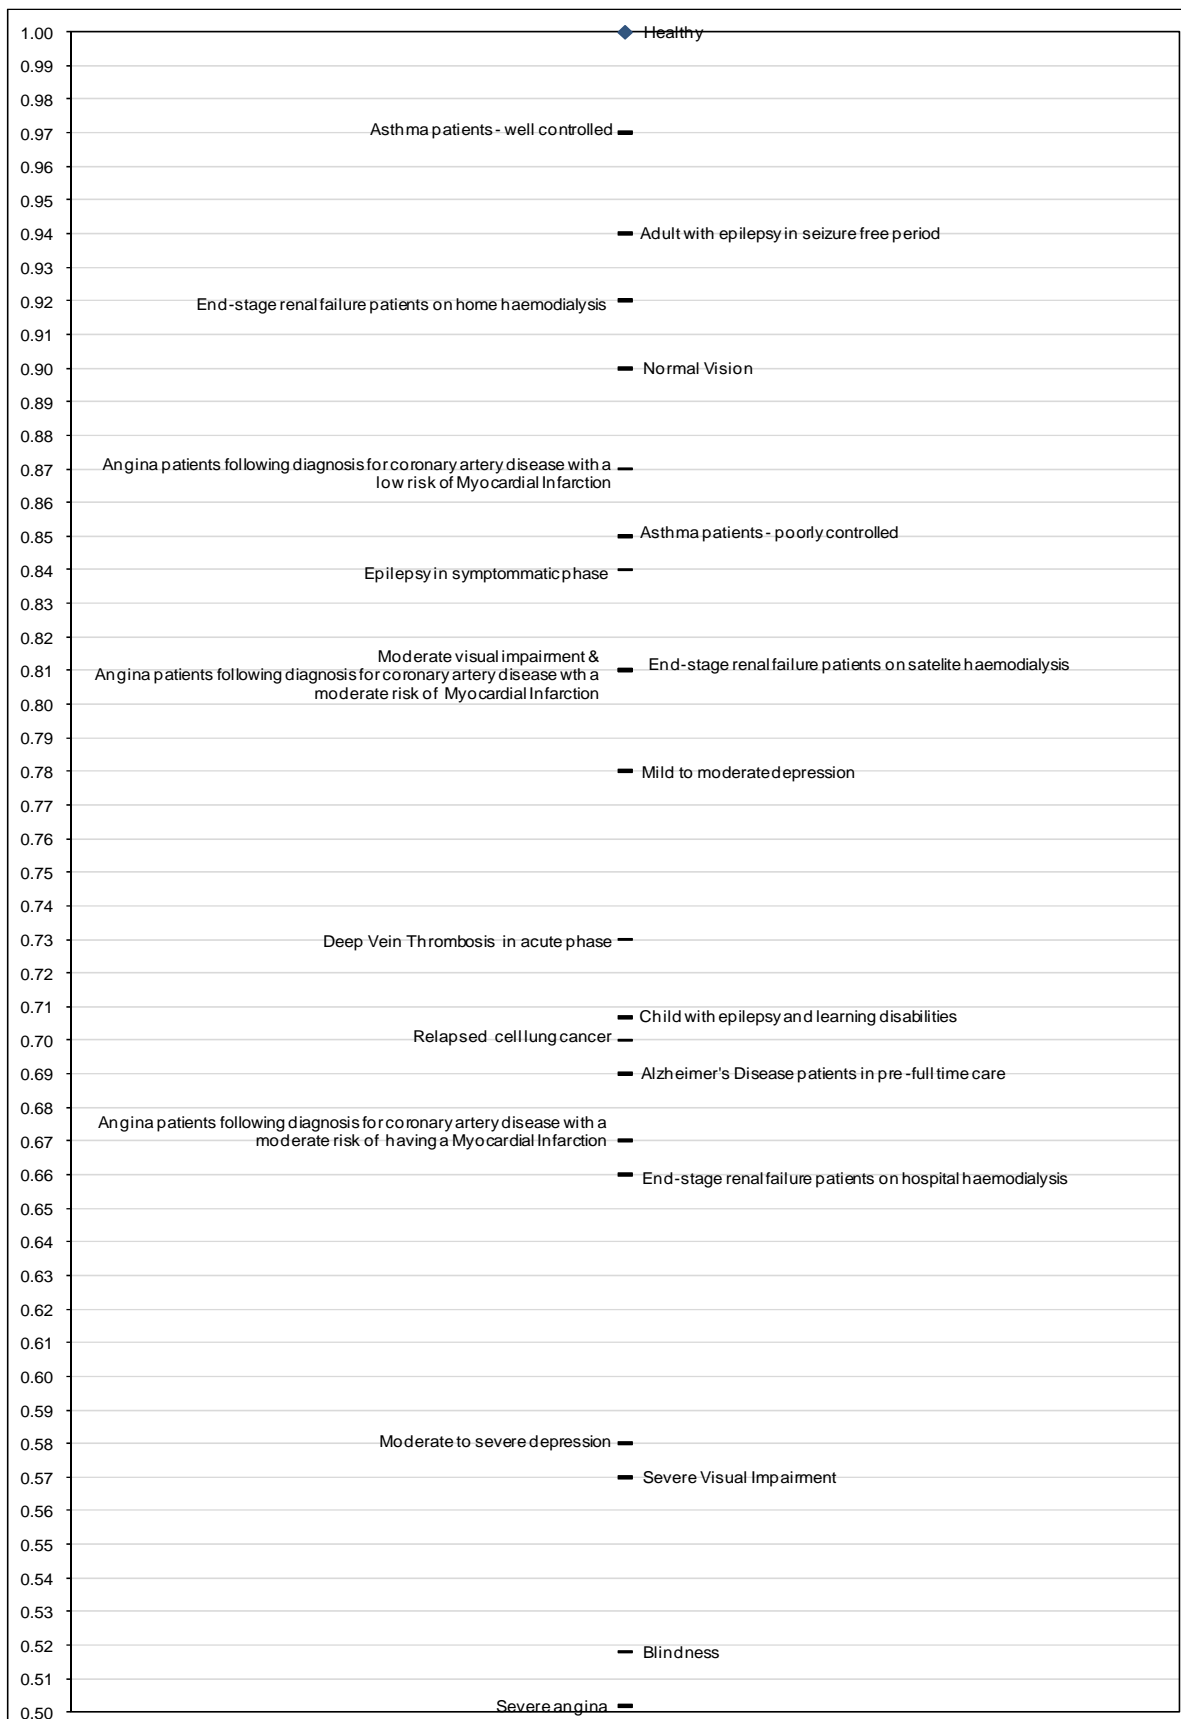 1.00
Healthy
0.99
0.98
Asthma patients - well controlled
0.97
0.96
0.95
0.94
Adult with epilepsy in seizure free period
0.93
0.92
End-stage renal failure patients on home haemodialysis
0.91
0.90
Normal Vision
0.89
0.88
0.87
Angina patients following diagnosis for coronary artery disease with a
low risk of Myocardial Infarction
0.86
0.85
Asthma patients - poorly controlled
0.84
Epilepsy in symptommatic phase
0.83
0.82
Moderate visual impairment &
Angina patients following diagnosis for coronary artery disease wth a
moderate risk of Myocardial Infarction
0.81
End-stage renal failure patients on satelite haemodialysis
0.80
0.79
0.78
Mild to moderate depression
0.77
0.76
0.75
0.74
0.73
Deep Vein Thrombosis in acute phase
0.72
0.71
Child with epilepsy and learning disabilities
Relapsed cell lung cancer
0.70
0.69
Alzheimer's Disease patients in pre-full time care
0.68
Angina patients following diagnosis for coronary artery disease with a
moderate risk of having a Myocardial Infarction
0.67
0.66
End-stage renal failure patients on hospital haemodialysis
0.65
0.64
0.63
0.62
0.61
0.60
0.59
Moderate to severe depression
0.58
0.57
Severe Visual Impairment
0.56
0.55
0.54
0.53
0.52
Blindness
0.51
Severe angina
0.50